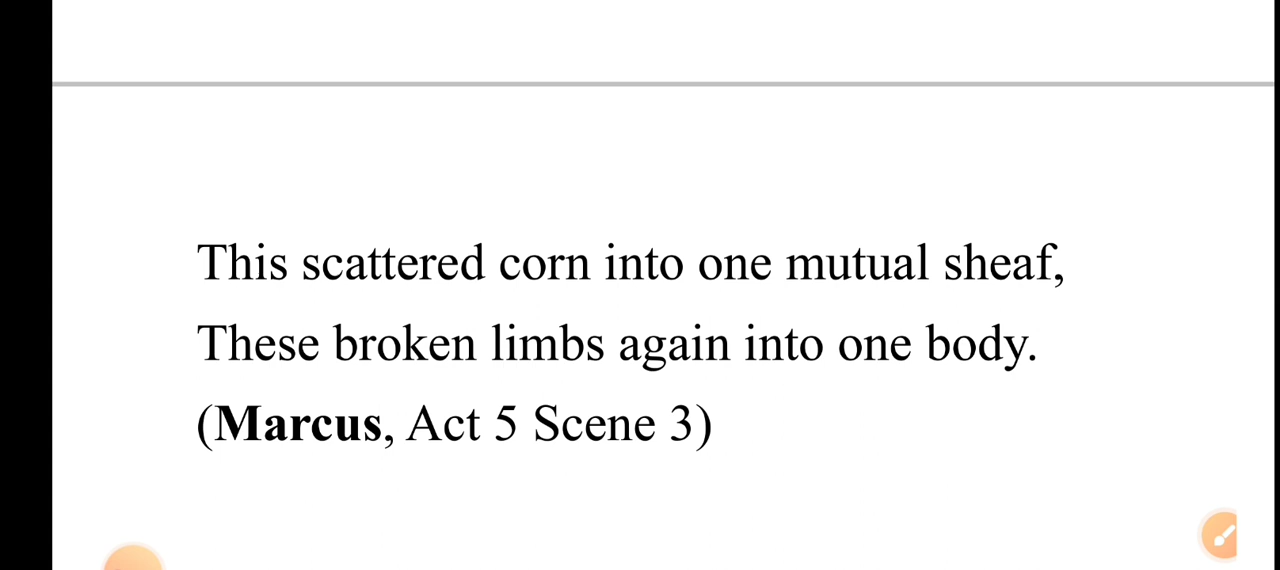 This scattered corn into one mutual sheaf,
These broken limbs again into one body.
(Marcus, Act 5 Scene 3)